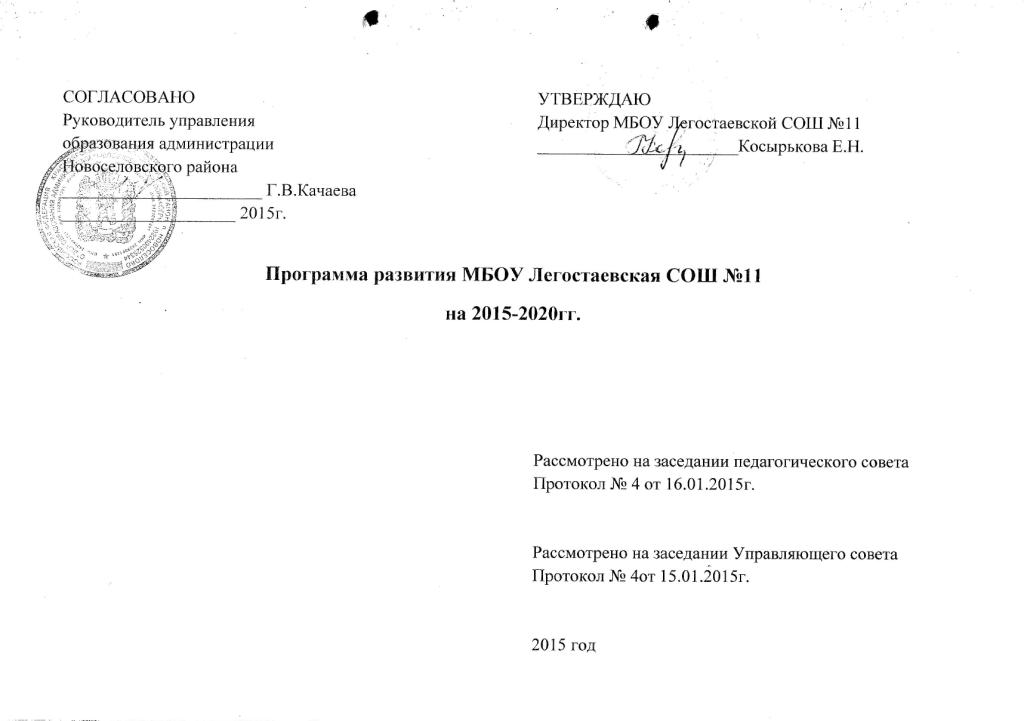 СОГЛАСОВАНО
Руководитель управления
образования администрации
Новоселовского района
Г.В.Качаева
2015г.
УТВЕРЖДАЮ
Директор МБОУ Легостаевской СОШ №11
Косырькова Е.Н.
Программа развития МБОУ Легостаевская СОШ №11
на 2015-2020гг.
Рассмотрено на заседании педагогического совета
Протокол № 4 от 16.01.2015г.
Рассмотрено на заседании Управляющего совета
Протокол № 4от 15.01.2015г.
2015 год